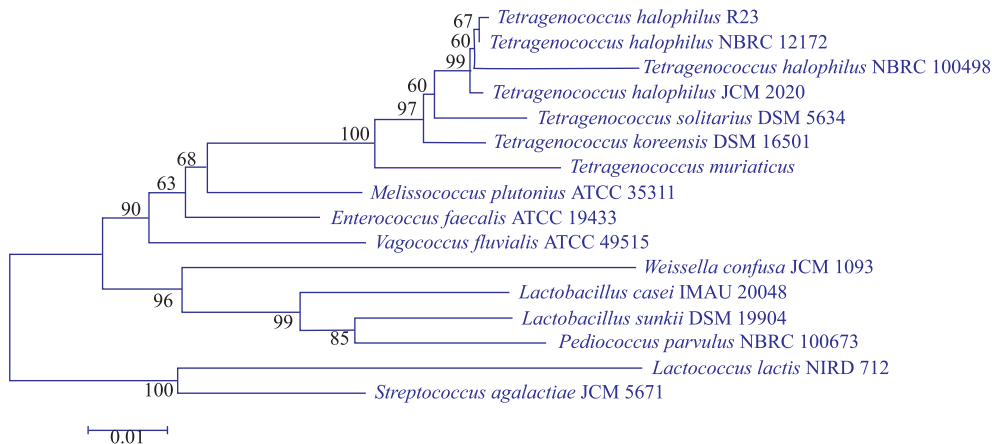 67
Tetragenococcus halophilus R23
60
Tetragenococcus halophilus NBRC 12172
99
Tetragenococcus halophilus NBRC 100498
60
Tetragenococcus halophilus JCM 2020
97
Tetragenococcus solitarius DSM 5634
100
Tetragenococcus koreensis DSM 16501
68
Tetragenococcus muriaticus
63
Melissococcus plutonius ATCC 35311
90
Enterococcus faecalis ATCC 19433
Vagococcus fluvialis ATCC 49515
Weissella confusa JCM 1093
96
Lactobacillus casei IMAU 20048
99
Lactobacillus sunkii DSM 19904
85
Pediococcus parvulus NBRC 100673
Lactococcus lactis NIRD 712
100
Streptococcus agalactiae JCM 5671
0.01